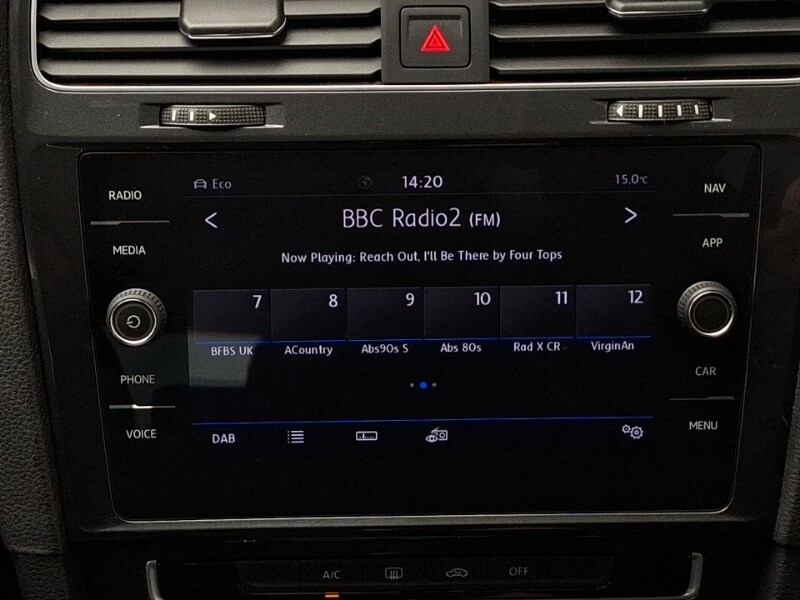 RADIO
Eco 14:20 15.0°C
NAV
< BBC Radio2 (FM) >
MEDIA
APP
Now Playing: Reach Out, I'll Be There by Four Tops
7 8 9 10 11 12
BFBS UK ACountry Abs90s S Abs 80s Rad X CR VirginAn
PHONE
CAR
VOICE
DAB
MENU
A/C OFF